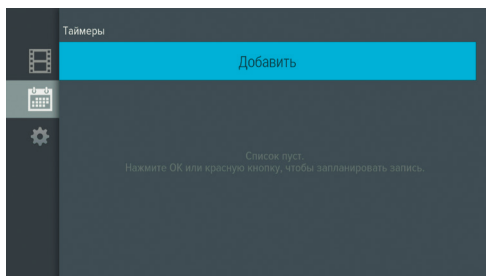 Таймеры
Добавить
Список пуст.
Нажмите ОК или красную кнопку, чтобы запланировать запись.